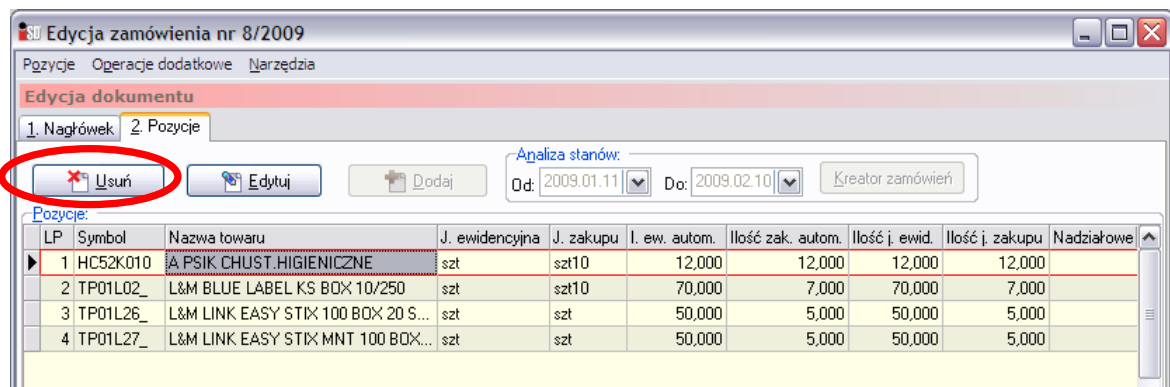 Edycja zamówienia nr 8/2009
Pozycje Operacje dodatkowe Narzędzia
Edycja dokumentu
1. Nagłówek 2. Pozycje
Analiza stanów:
Usuń Edytuj Dodaj Od: 2009.01.11 Do: 2009.02.10 Kreator zamówień
Pozycje:
LP Symbol Nazwa towaru J. ewidencyjna J. zakupu I. ew. autom. Ilość zak. autom. Ilość j. ewid. Ilość j. zakupu Nadziałowe
1 HC52K010 A PSIK CHUST.HIGIENICZNE szt szt10 12,000 12,000 12,000 12,000
2 TP01L02_ L&M BLUE LABEL KS BOX 10/250 szt szt10 70,000 7,000 70,000 7,000
3 TP01L26_ L&M LINK EASY STIX 100 BOX 20 S... szt szt 50,000 5,000 50,000 5,000
4 TP01L27_ L&M LINK EASY STIX MNT 100 BOX... szt szt 50,000 5,000 50,000 5,000